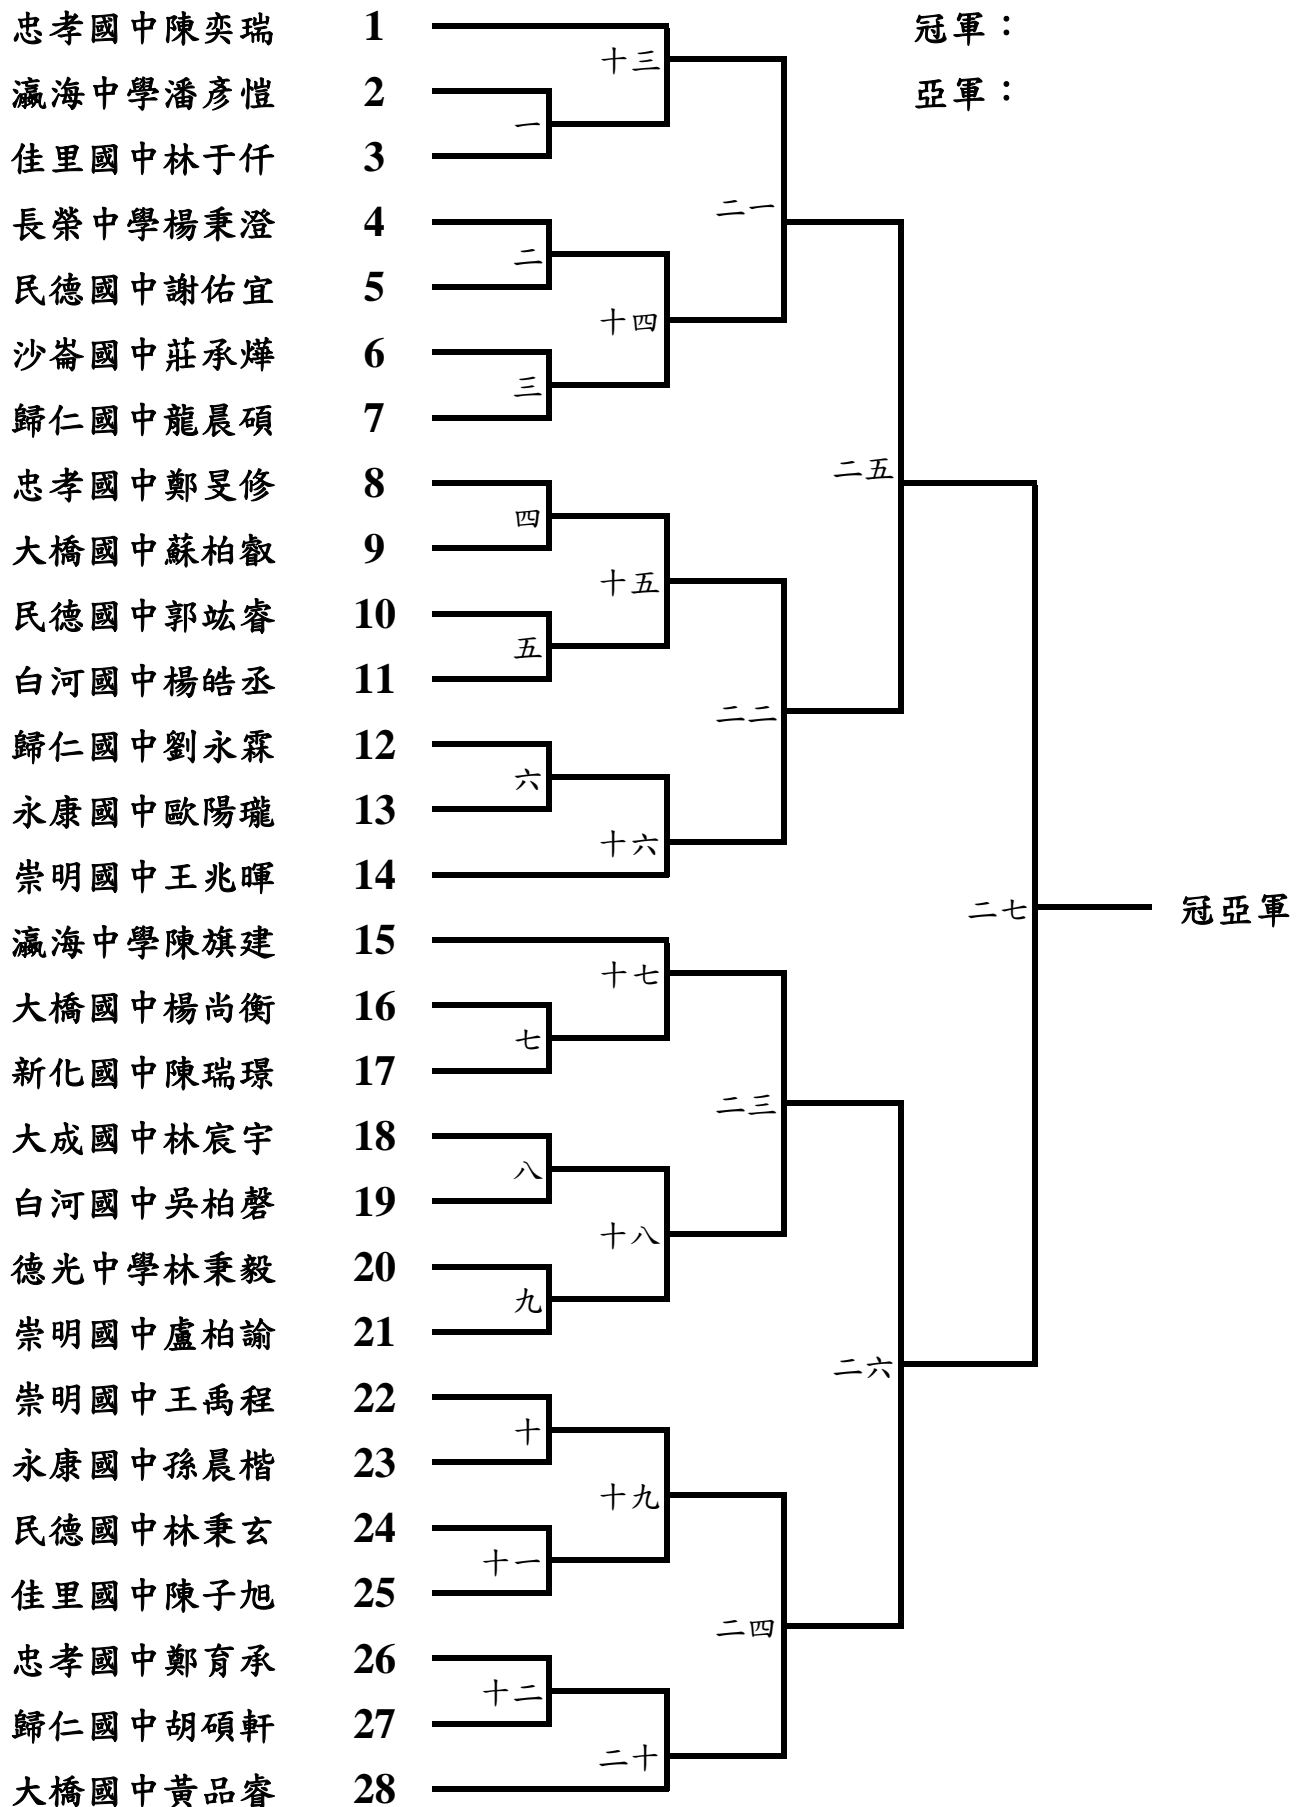 忠孝國中陳奕瑞 1
冠軍：
十三
瀛海中學潘彥愷 2
亞軍：
一
佳里國中林于仟 3
二一
長榮中學楊秉澄 4
二
民德國中謝佑宜 5
十四
沙崙國中莊承燁 6
三
歸仁國中龍晨碩 7
二五
忠孝國中鄭旻修 8
四
大橋國中蘇柏叡 9
十五
民德國中郭竑睿 10
五
白河國中楊皓丞 11
二二
歸仁國中劉永霖 12
六
永康國中歐陽瓏 13
十六
崇明國中王兆暉 14
二七 冠亞軍
瀛海中學陳旗建 15
十七
大橋國中楊尚衡 16
七
新化國中陳瑞璟 17
二三
大成國中林宸宇 18
八
白河國中吳柏磬 19
十八
德光中學林秉毅 20
九
崇明國中盧柏諭 21
二六
崇明國中王禹程 22
十
永康國中孫晨楷 23
十九
民德國中林秉玄 24
十一
佳里國中陳子旭 25
二四
忠孝國中鄭育承 26
十二
歸仁國中胡碩軒 27
二十
大橋國中黃品睿 28